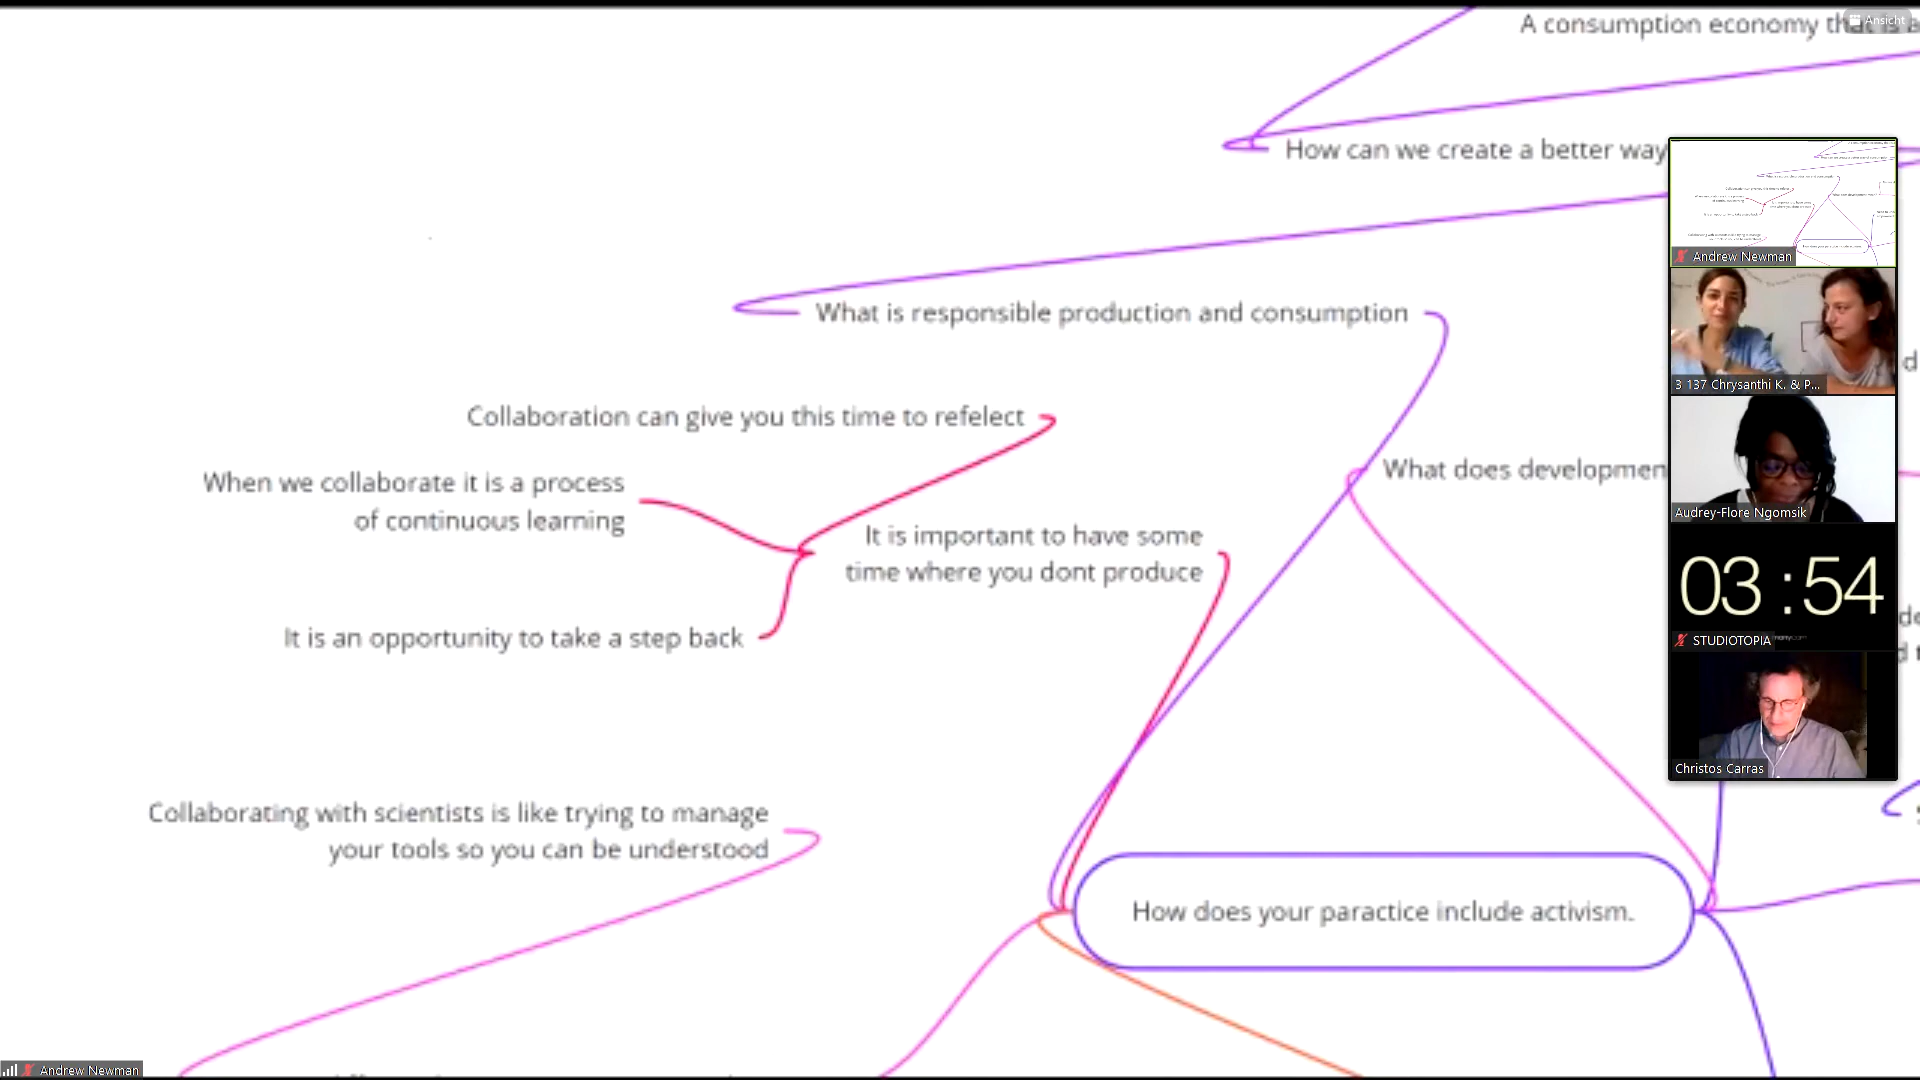 Ansicht
A consumption economy that is a
How can we create a better way
Andrew Newman
What is responsible production and consumption
3 137 Chrysanthi K. & P...
Collaboration can give you this time to refelect
What does developmen
When we collaborate it is a process
of continuous learning
Audrey-Flore Ngomsik
It is important to have some
time where you dont produce
03 :54
It is an opportunity to take a step back
STUDIOTOPIA
Christos Carras
Collaborating with scientists is like trying to manage
your tools so you can be understood
How does your paractice include activism.
Andrew Newman